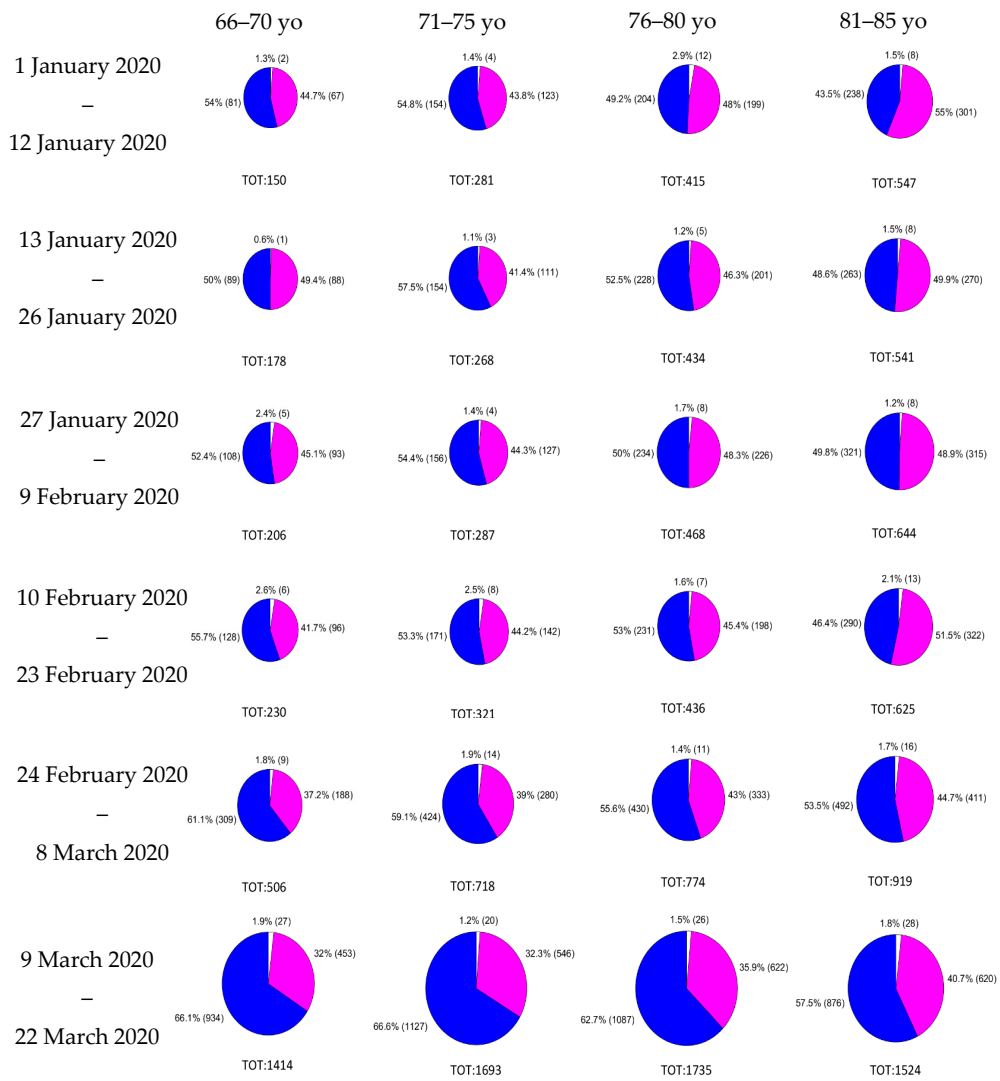 66–70 yo 71–75 yo 76–80 yo 81–85 yo
1 January 2020
–
12 January 2020
1.3% (2)
54% (81) 44.7% (67)
TOT:150
1.4% (4)
54.8% (154) 43.8% (123)
TOT:281
2.9% (12)
49.2% (204) 48% (199)
TOT:415
1.5% (8)
43.5% (238) 55% (301)
TOT:547
13 January 2020
–
26 January 2020
0.6% (1)
50% (89) 49.4% (88)
TOT:178
1.1% (3)
57.5% (154) 41.4% (111)
TOT:268
1.2% (5)
52.5% (228) 46.3% (201)
TOT:434
1.5% (8)
48.6% (263) 49.9% (270)
TOT:541
27 January 2020
–
9 February 2020
2.4% (5)
52.4% (108) 45.1% (93)
TOT:206
1.4% (4)
54.4% (156) 44.3% (127)
TOT:287
1.7% (8)
50% (234) 48.3% (226)
TOT:468
1.2% (8)
49.8% (321) 48.9% (315)
TOT:644
10 February 2020
–
23 February 2020
2.6% (6)
55.7% (128) 41.7% (96)
TOT:230
2.5% (8)
53.3% (171) 44.2% (142)
TOT:321
1.6% (7)
53% (231) 45.4% (198)
TOT:436
2.1% (13)
46.4% (290) 51.5% (322)
TOT:625
24 February 2020
–
8 March 2020
1.8% (9)
61.1% (309) 37.2% (188)
TOT:506
1.9% (14)
59.1% (424) 39% (280)
TOT:718
1.4% (11)
55.6% (430) 43% (333)
TOT:774
1.7% (16)
53.5% (492) 44.7% (411)
TOT:919
9 March 2020
–
22 March 2020
1.9% (27)
66.1% (934) 32% (453)
TOT:1414
1.2% (20)
66.6% (1127) 32.3% (546)
TOT:1693
1.5% (26)
62.7% (1087) 35.9% (622)
TOT:1735
1.8% (28)
57.5% (876) 40.7% (620)
TOT:1524